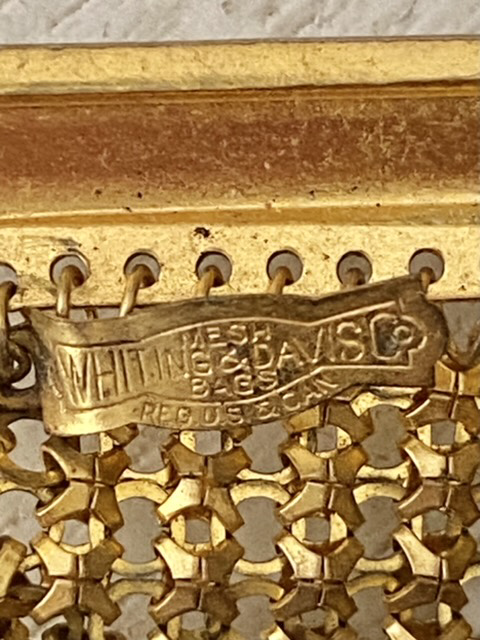 MESH
WHITING & DAVIS Co
BAGS
REG. U.S. & CAN.